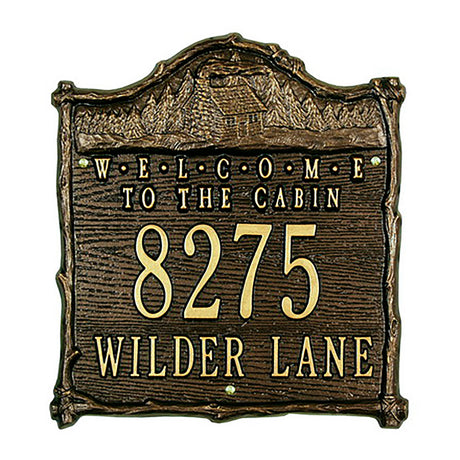 W•E•L•C•O•M•E
TO THE CABIN
8275
WILDER LANE